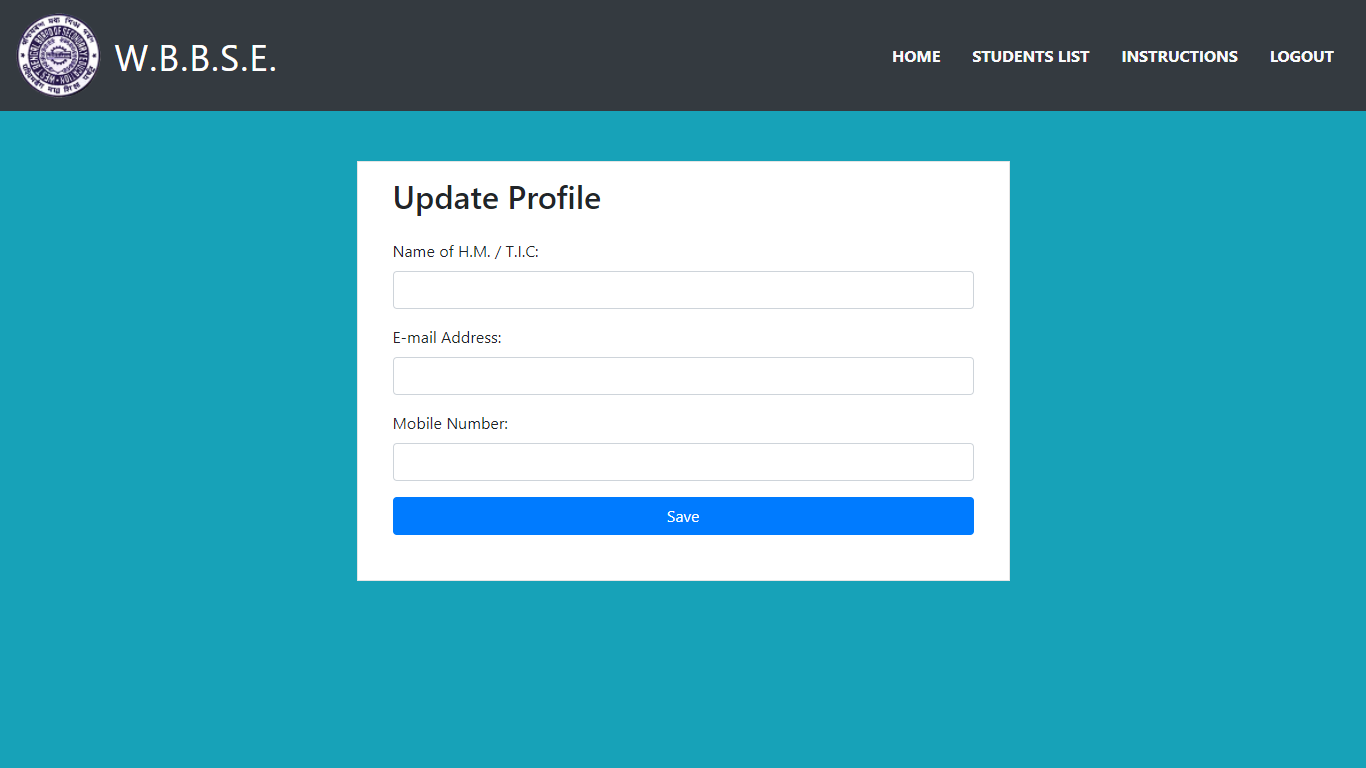 W.B.B.S.E.
HOME STUDENTS LIST INSTRUCTIONS LOGOUT
Update Profile
Name of H.M. / T.I.C:
E-mail Address:
Mobile Number:
Save